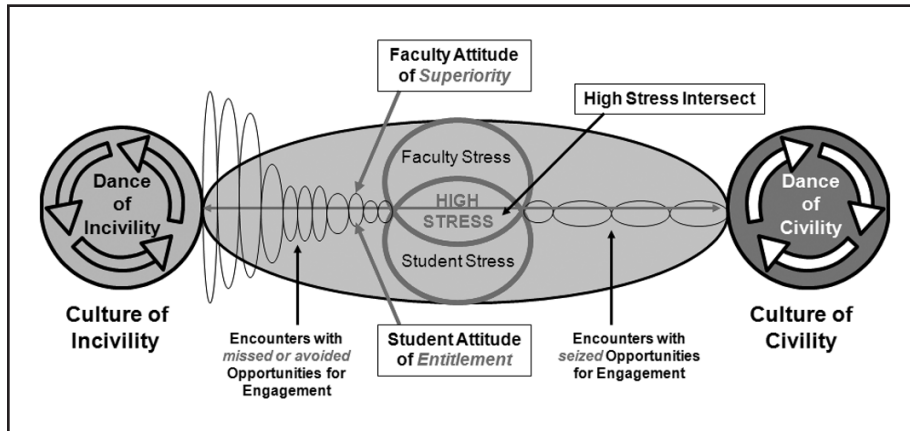 Faculty Attitude
of Superiority
High Stress Intersect
Faculty Stress
HIGH
STRESS
Student Stress
Dance
of
Incivility
Dance
of
Civility
Culture of
Incivility
Encounters with
missed or avoided
Opportunities for
Engagement
Student Attitude
of Entitlement
Encounters with
seized Opportunities
for Engagement
Culture of
Civility